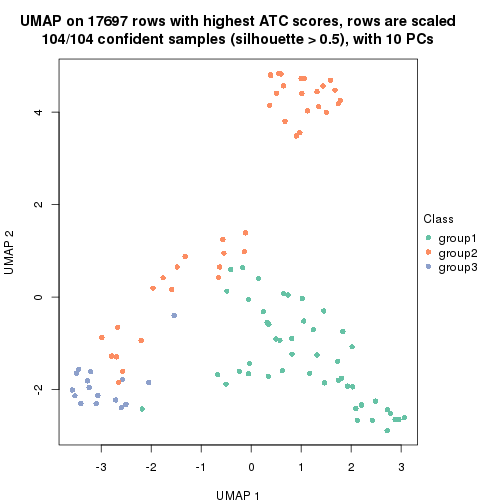 UMAP on 17697 rows with highest ATC scores, rows are scaled
104/104 confident samples (silhouette > 0.5), with 10 PCs
4
2
0
-2
UMAP 2
-3
-2
-1
0
1
2
3
UMAP 1
Class
group1
group2
group3